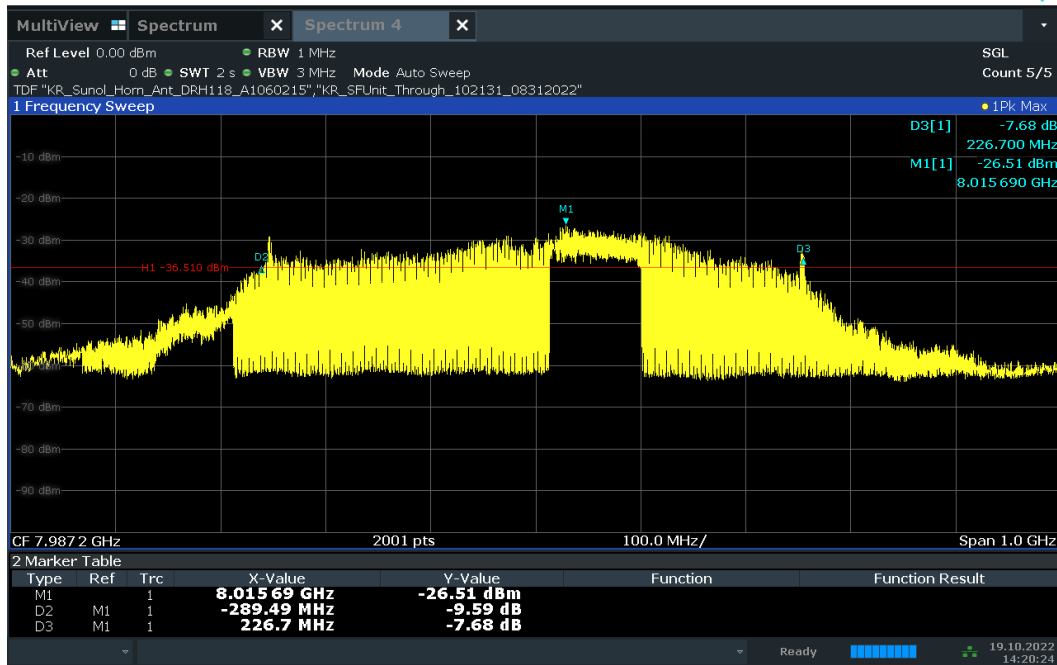 MultiView Spectrum X Spectrum 4 X
Ref Level 0.00 dBm RBW 1 MHz SGL
Att 0 dB SWT 2 s VBW 3 MHz Mode Auto Sweep Count 5/5
TDF "KR_Sunol_Horn_Ant_DRH118_A1060215","KR_SFUnit_Through_102131_08312022"
1 Frequency Sweep 1Pk Max
D3[1] -7.68 dB
226.700 MHz
M1[1] -26.51 dBm
8.015690 GHz
-10 dBm
-20 dBm
M1
-30 dBm
D2
D3
H1 -36.510 dBm
-40 dBm
-50 dBm
-70 dBm
-80 dBm
-90 dBm
CF 7.9872 GHz 2001 pts 100.0 MHz/ Span 1.0 GHz
2 Marker Table
Type Ref Trc X-Value Y-Value Function Function Result
M1 1 8.01569 GHz -26.51 dBm
D2 M1 1 -289.49 MHz -9.59 dB
D3 M1 1 226.7 MHz -7.68 dB
Ready 19.10.2022
14:20:24